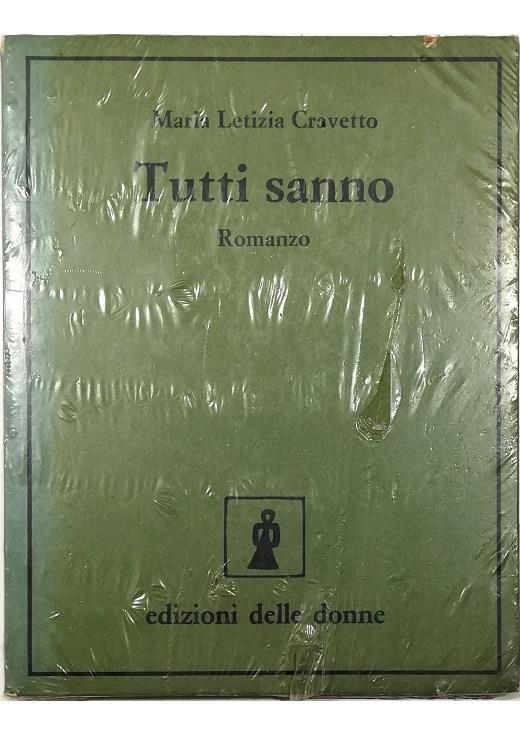 Maria Letizia Cravetto
Tutti sanno
Romanzo
edizioni delle donne